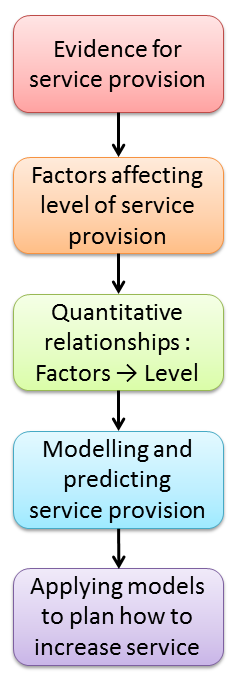 Evidence for
service provision
Factors affecting
level of service
provision
Quantitative
relationships :
Factors → Level
Modelling and
predicting
service provision
Applying models
to plan how to
increase service